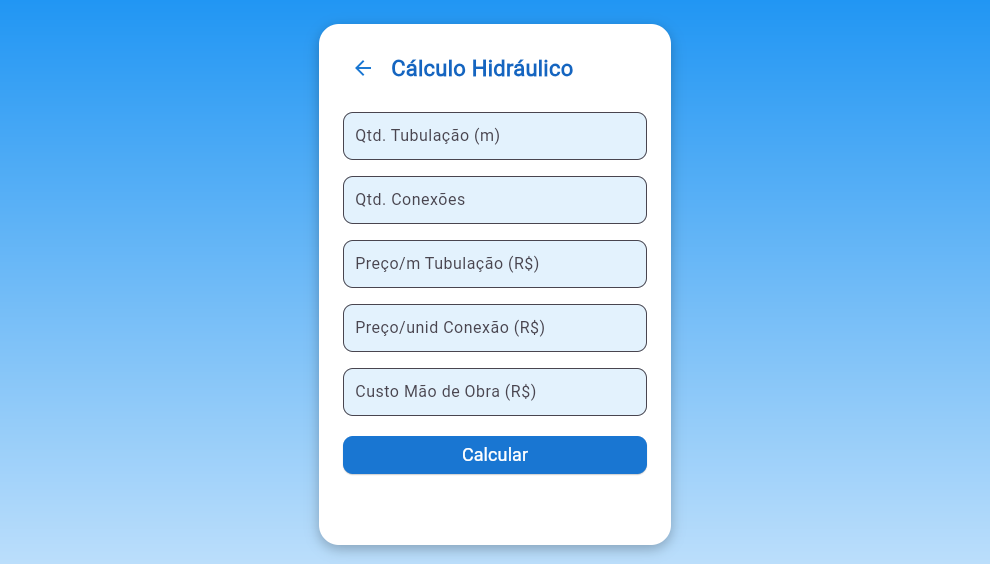 Cálculo Hidráulico
Qtd. Tubulação (m)
Qtd. Conexões
Preço/m Tubulação (R$)
Preço/unid Conexão (R$)
Custo Mão de Obra (R$)
Calcular